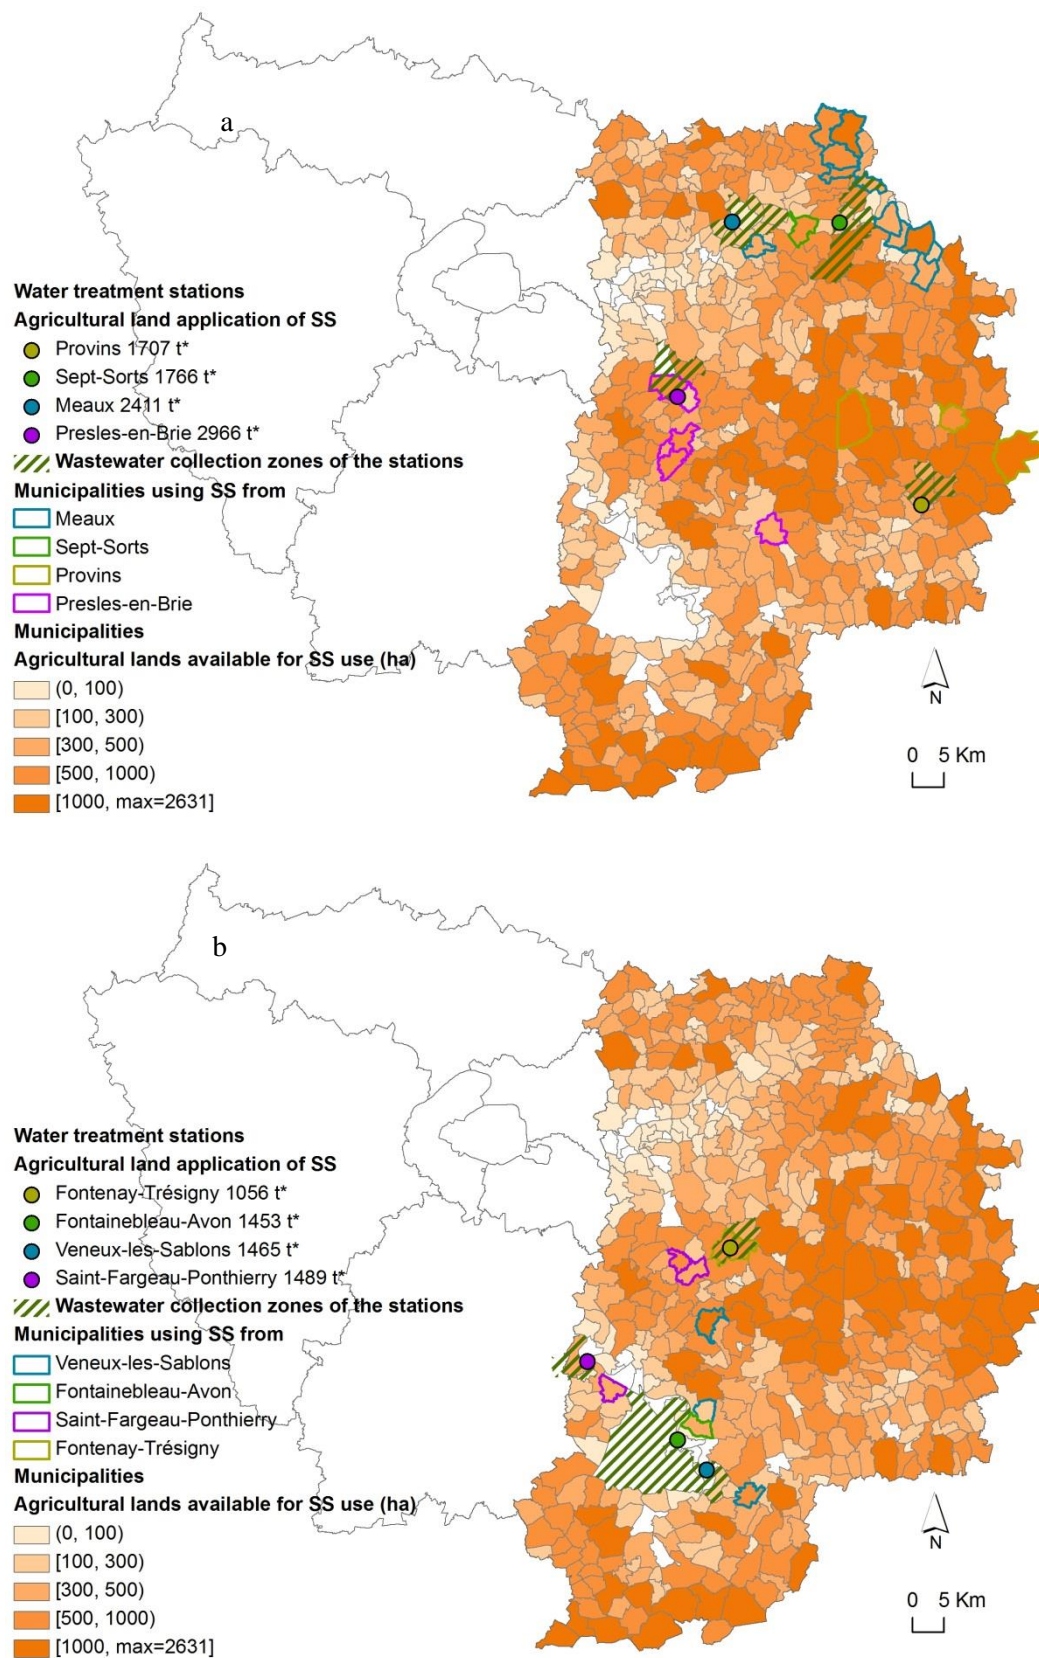 a
Water treatment stations
Agricultural land application of SS
Provins 1707 t*
Sept-Sorts 1766 t*
Meaux 2411 t*
Presles-en-Brie 2966 t*
Wastewater collection zones of the stations
Municipalities using SS from
Meaux
Sept-Sorts
Provins
Presles-en-Brie
Municipalities
Agricultural lands available for SS use (ha)
(0, 100)
[100, 300)
[300, 500)
[500, 1000)
[1000, max=2631]
N
0 5 Km
b
Water treatment stations
Agricultural land application of SS
Fontenay-Trésigny 1056 t*
Fontainebleau-Avon 1453 t*
Veneux-les-Sablons 1465 t*
Saint-Fargeau-Ponthierry 1489 t*
Wastewater collection zones of the stations
Municipalities using SS from
Veneux-les-Sablons
Fontainebleau-Avon
Saint-Fargeau-Ponthierry
Fontenay-Trésigny
Municipalities
Agricultural lands available for SS use (ha)
(0, 100)
[100, 300)
[300, 500)
[500, 1000)
[1000, max=2631]
N
0 5 Km